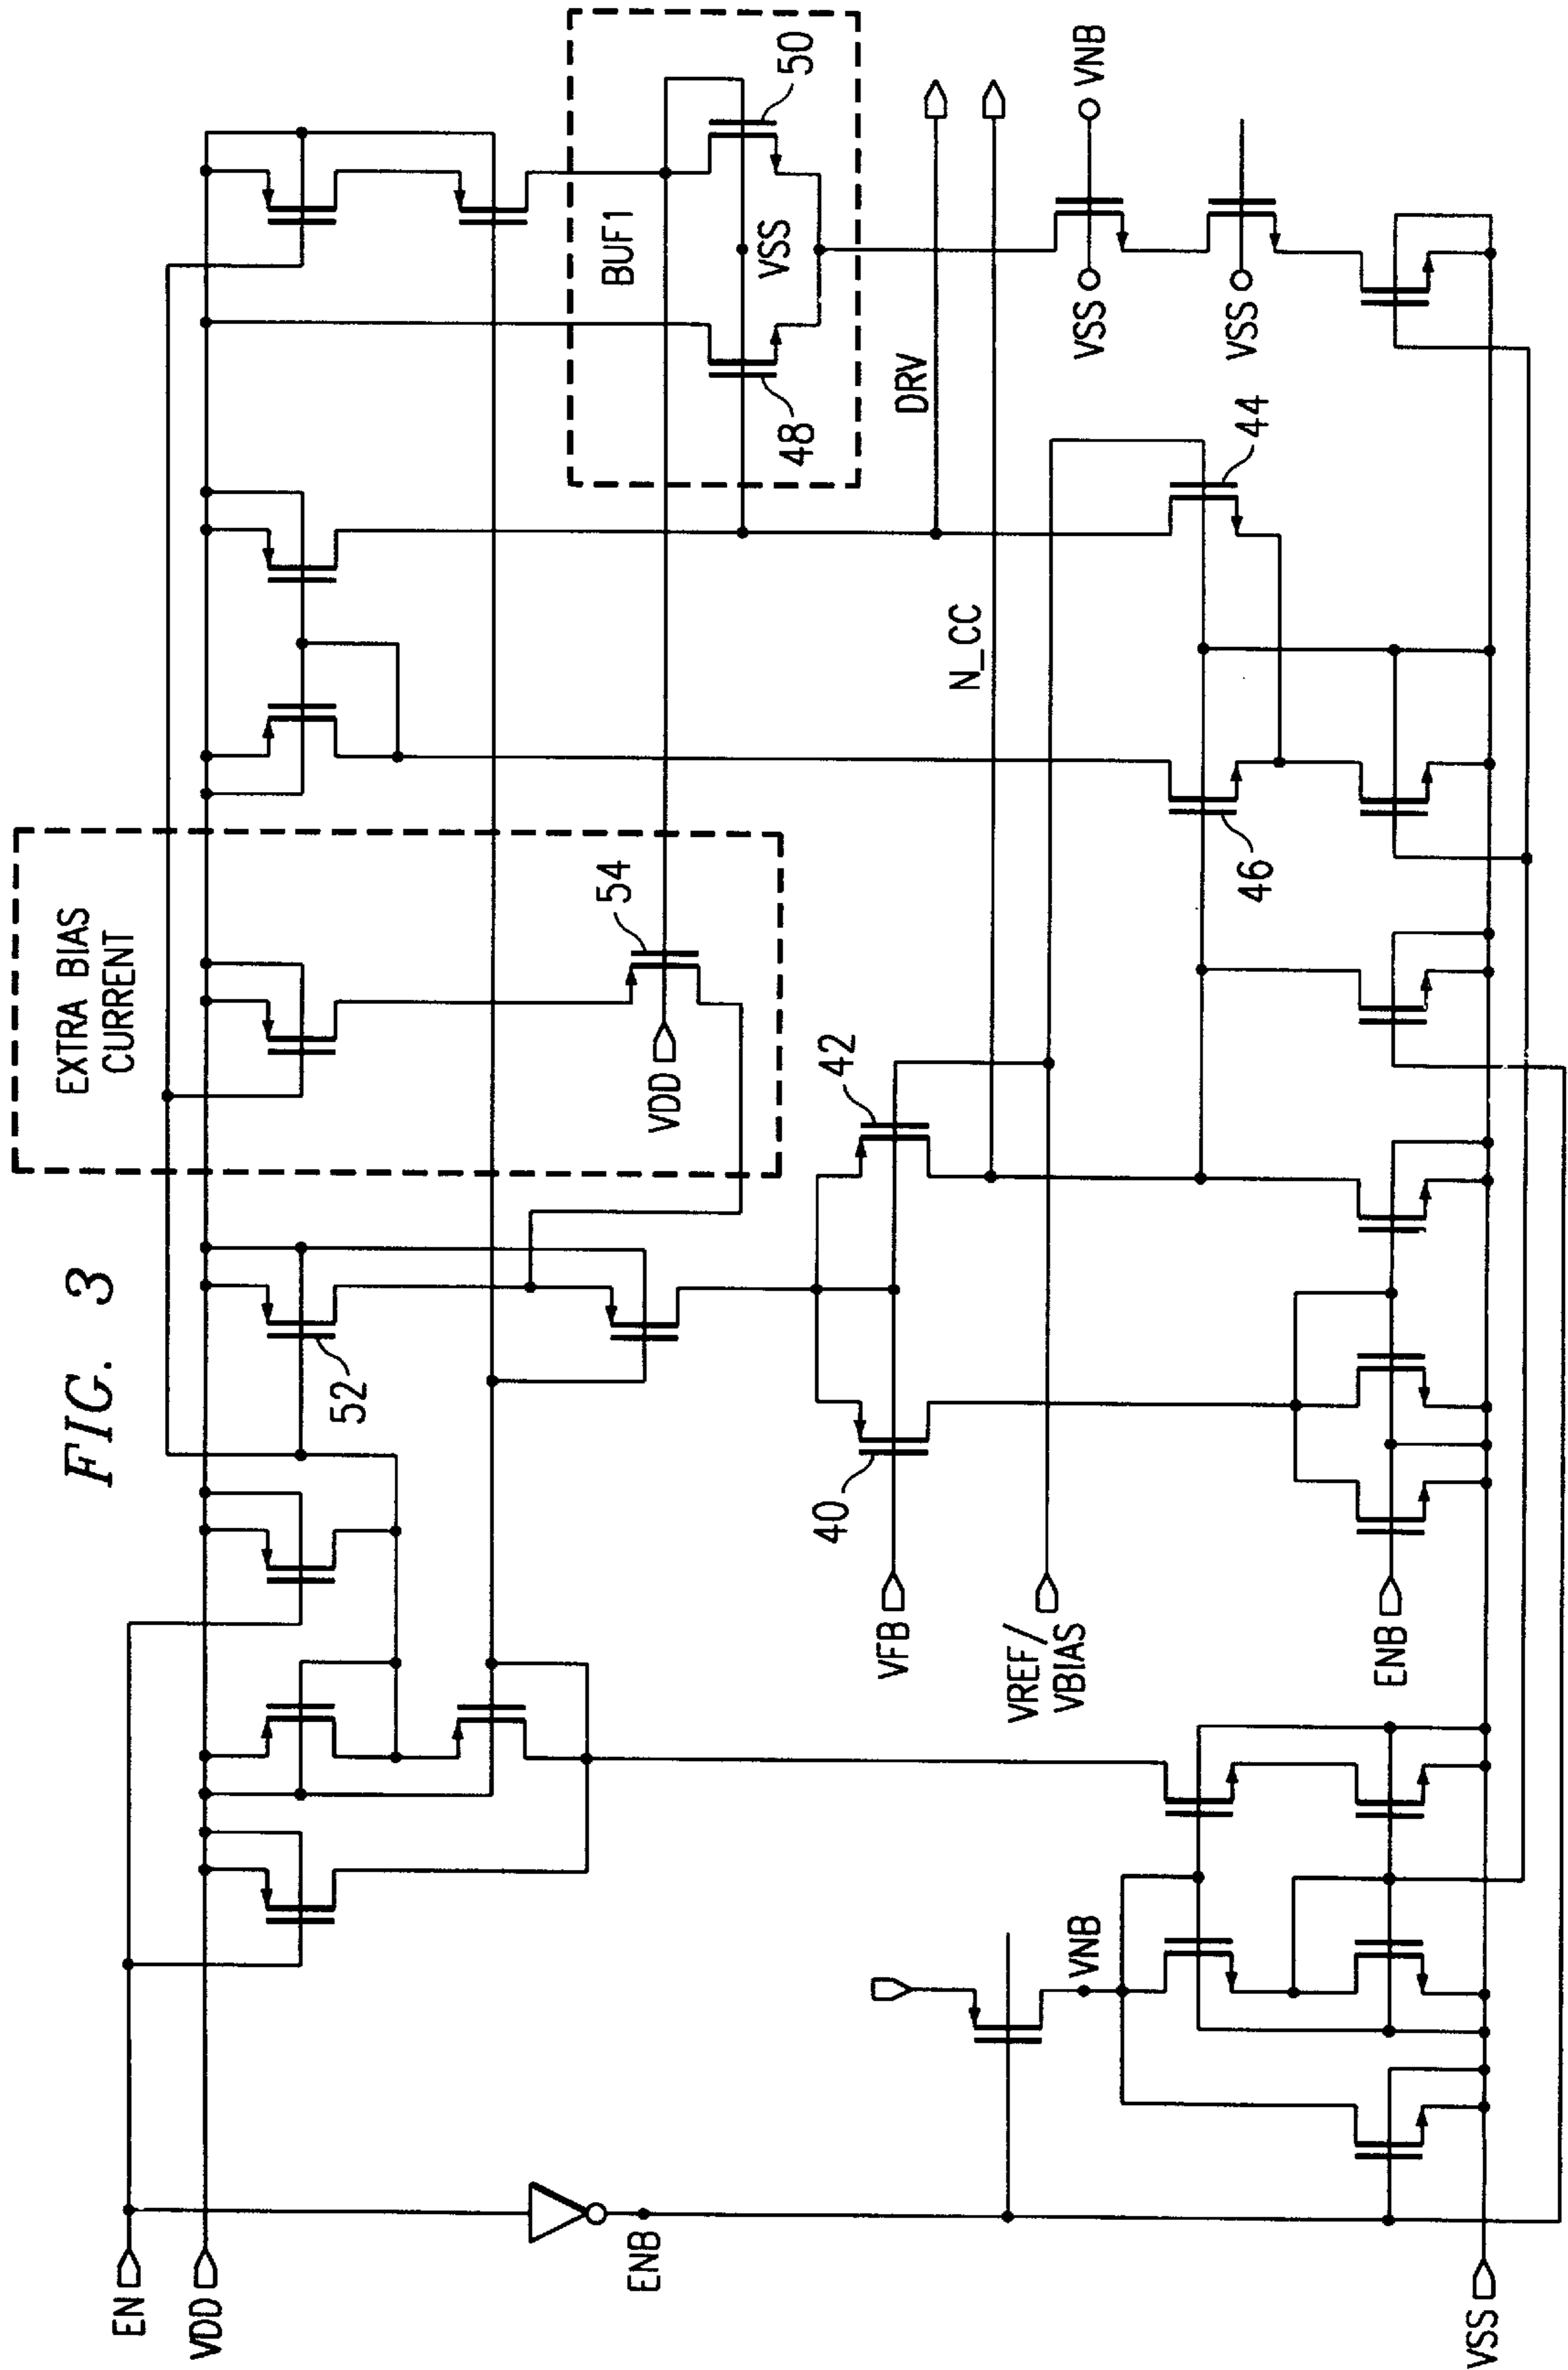 FIG. 3
EN
VDD
ENB
VSS
VNB
EXTRA BIAS
CURRENT
52
54
VDD
VFB
VREF/
VBIAS
ENB
40
42
N_CC
46
44
DRV
BUF1
VSS
48
50
VSS
VNB
VSS